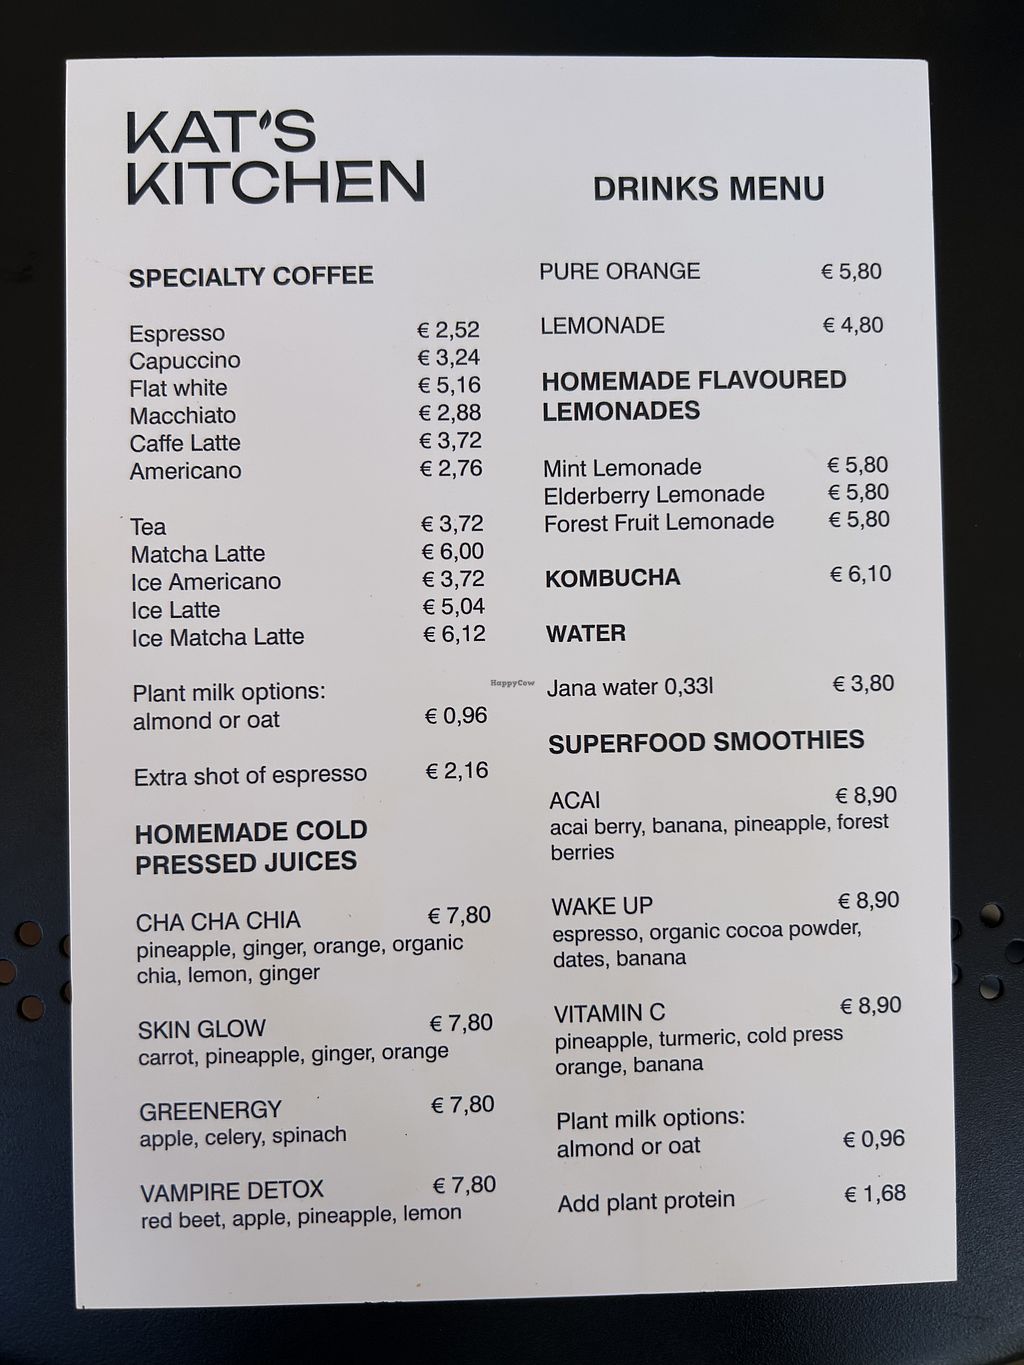 KAT'S
KITCHEN
DRINKS MENU
SPECIALTY COFFEE
Espresso € 2,52
Capuccino € 3,24
Flat white € 5,16
Macchiato € 2,88
Caffe Latte € 3,72
Americano € 2,76
Tea € 3,72
Matcha Latte € 6,00
Ice Americano € 3,72
Ice Latte € 5,04
Ice Matcha Latte € 6,12
Plant milk options:
almond or oat € 0,96
Extra shot of espresso € 2,16
HOMEMADE COLD
PRESSED JUICES
CHA CHA CHIA € 7,80
pineapple, ginger, orange, organic
chia, lemon, ginger
SKIN GLOW € 7,80
carrot, pineapple, ginger, orange
GREENERGY € 7,80
apple, celery, spinach
VAMPIRE DETOX € 7,80
red beet, apple, pineapple, lemon
PURE ORANGE € 5,80
LEMONADE € 4,80
HOMEMADE FLAVOURED
LEMONADES
Mint Lemonade € 5,80
Elderberry Lemonade € 5,80
Forest Fruit Lemonade € 5,80
KOMBUCHA € 6,10
WATER
Jana water 0,33l € 3,80
SUPERFOOD SMOOTHIES
ACAI € 8,90
acai berry, banana, pineapple, forest
berries
WAKE UP € 8,90
espresso, organic cocoa powder,
dates, banana
VITAMIN C € 8,90
pineapple, turmeric, cold press
orange, banana
Plant milk options:
almond or oat € 0,96
Add plant protein € 1,68
HappyCow